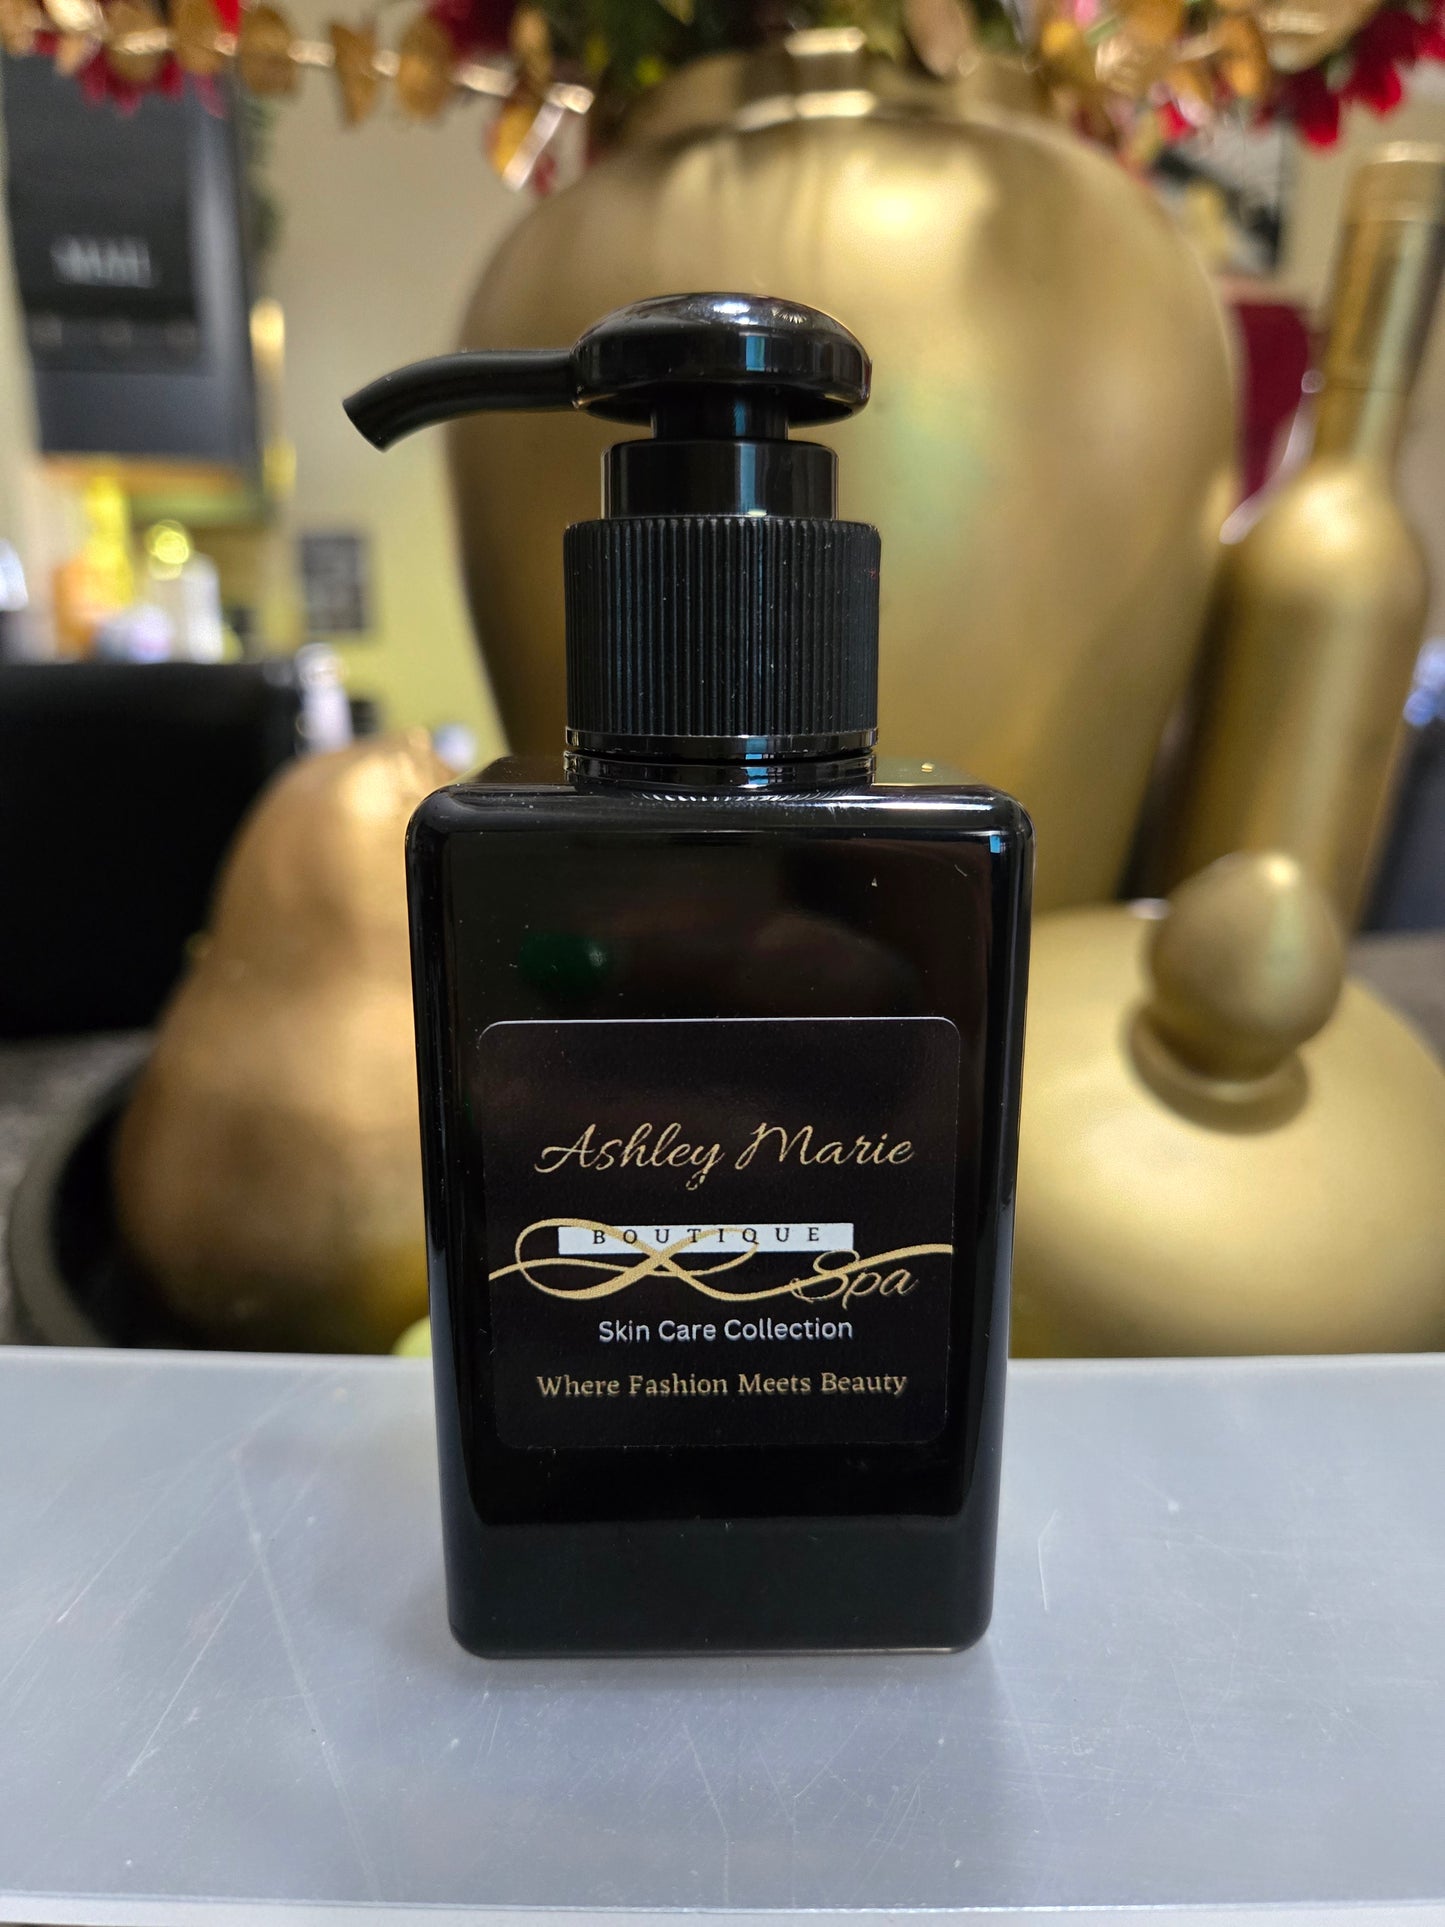 Ashley Marie
BOUTIQUE
Spa
Skin Care Collection
Where Fashion Meets Beauty